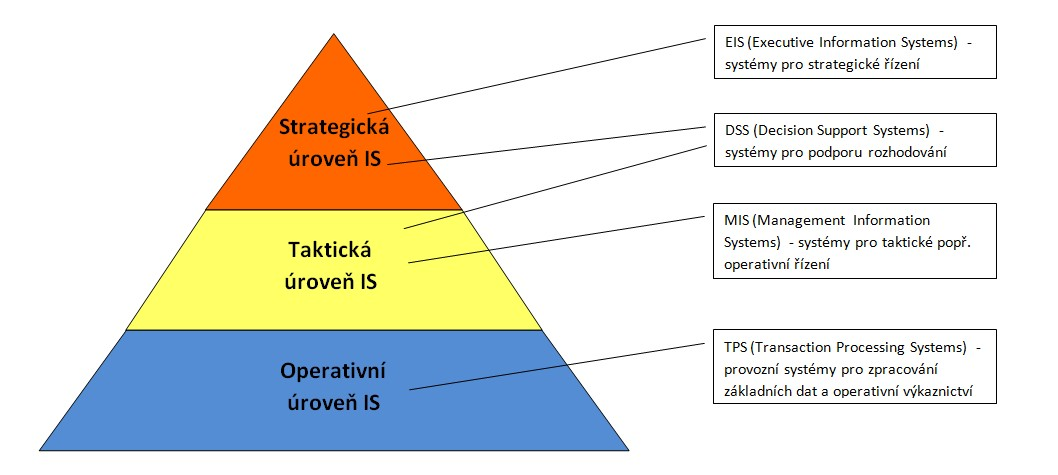 Strategická
úroveň IS
Taktická
úroveň IS
Operativní
úroveň IS
EIS (Executive Information Systems) -
systémy pro strategické řízení
DSS (Decision Support Systems) -
systémy pro podporu rozhodování
MIS (Management Information
Systems) - systémy pro taktické popř.
operativní řízení
TPS (Transaction Processing Systems) -
provozní systémy pro zpracování
základních dat a operativní výkaznictví